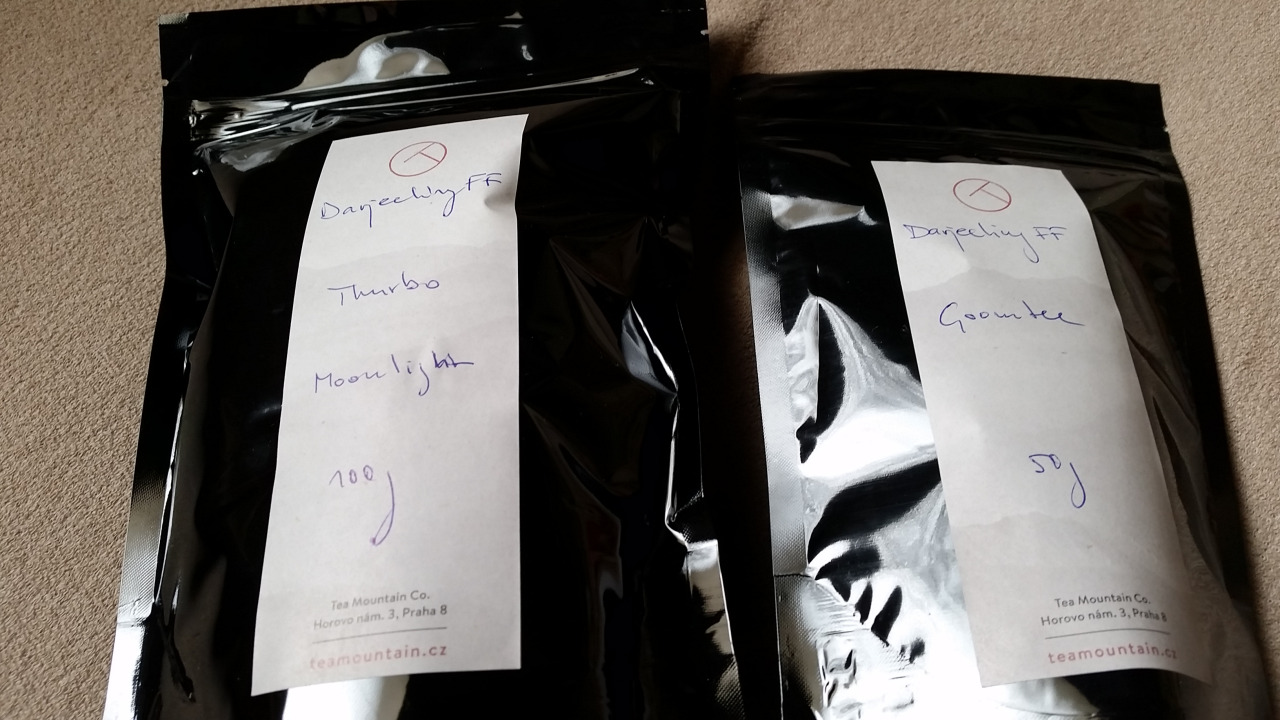 Darjeeling FF
Thurbo
Moonlight
100g
Tea Mountain Co.
Horovo nám. 3, Praha 8
teamountain.cz
Darjeeling FF
Goomtee
50g
Tea Mountain Co.
Horovo nám. 3, Praha 8
teamountain.cz